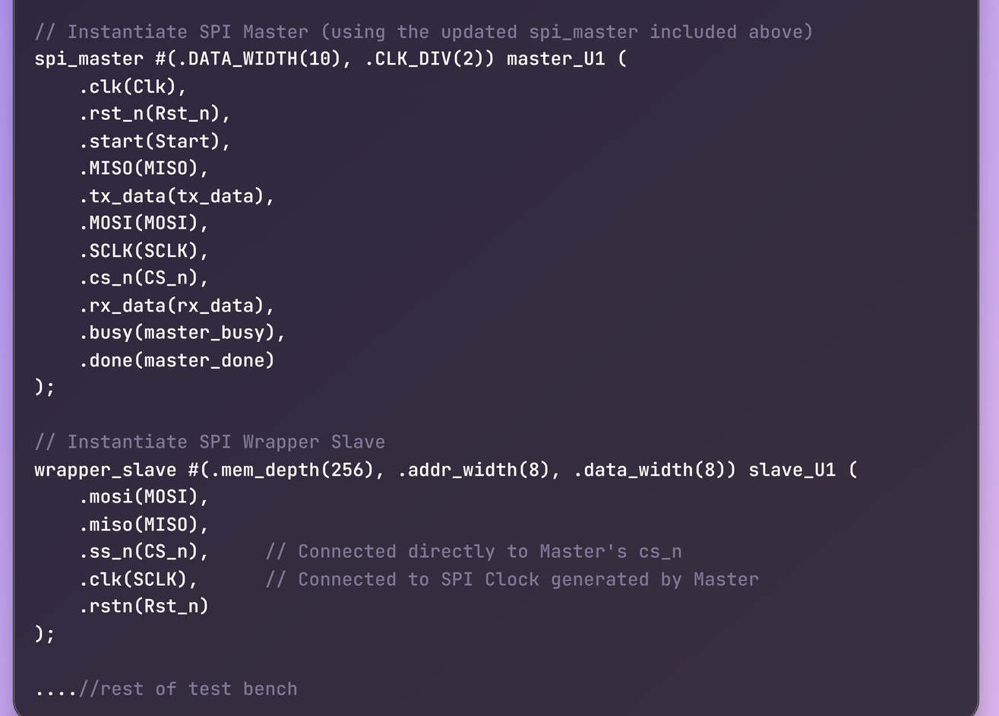 // Instantiate SPI Master (using the updated spi_master included above)
spi_master #(.DATA_WIDTH(10), .CLK_DIV(2)) master_U1 (
    .clk(Clk),
    .rst_n(Rst_n),
    .start(Start),
    .MISO(MISO),
    .tx_data(tx_data),
    .MOSI(MOSI),
    .SCLK(SCLK),
    .cs_n(CS_n),
    .rx_data(rx_data),
    .busy(master_busy),
    .done(master_done)
);

// Instantiate SPI Wrapper Slave
wrapper_slave #(.mem_depth(256), .addr_width(8), .data_width(8)) slave_U1 (
    .mosi(MOSI),
    .miso(MISO),
    .ss_n(CS_n),     // Connected directly to Master's cs_n
    .clk(SCLK),      // Connected to SPI Clock generated by Master
    .rstn(Rst_n)
);

....//rest of test bench